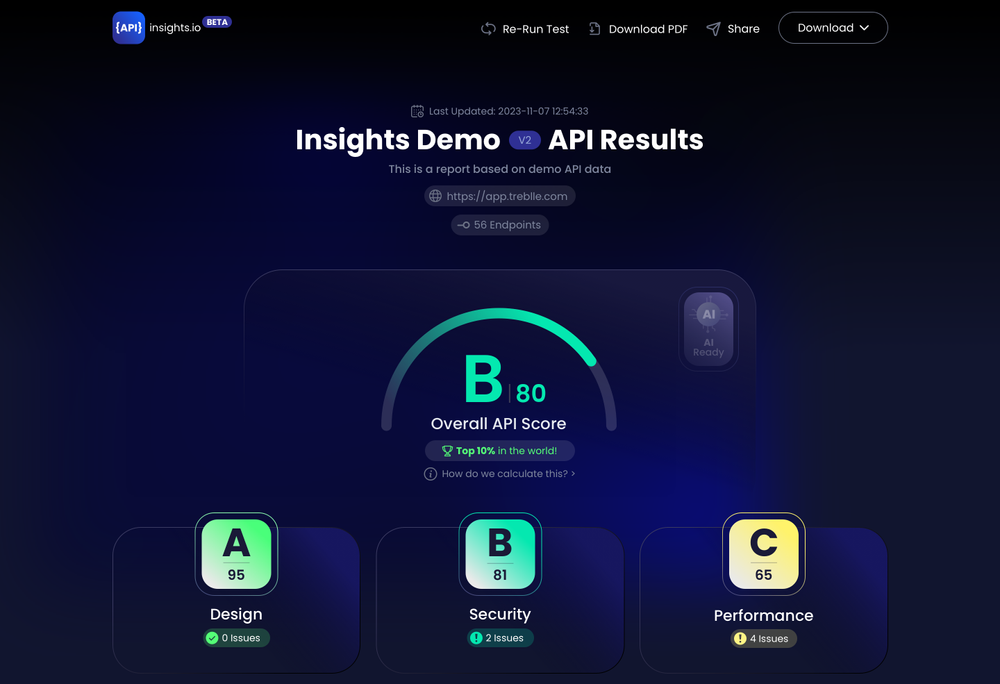 {API} insights.io BETA
Re-Run Test Download PDF Share Download
Last Updated: 2023-11-07 12:54:33
Insights Demo V2 API Results
This is a report based on demo API data
https://app.treblle.com
56 Endpoints
AI
AI
Ready
B 80
Overall API Score
Top 10% in the world!
How do we calculate this? >
A
95
Design
0 Issues
B
81
Security
2 Issues
C
65
Performance
4 Issues